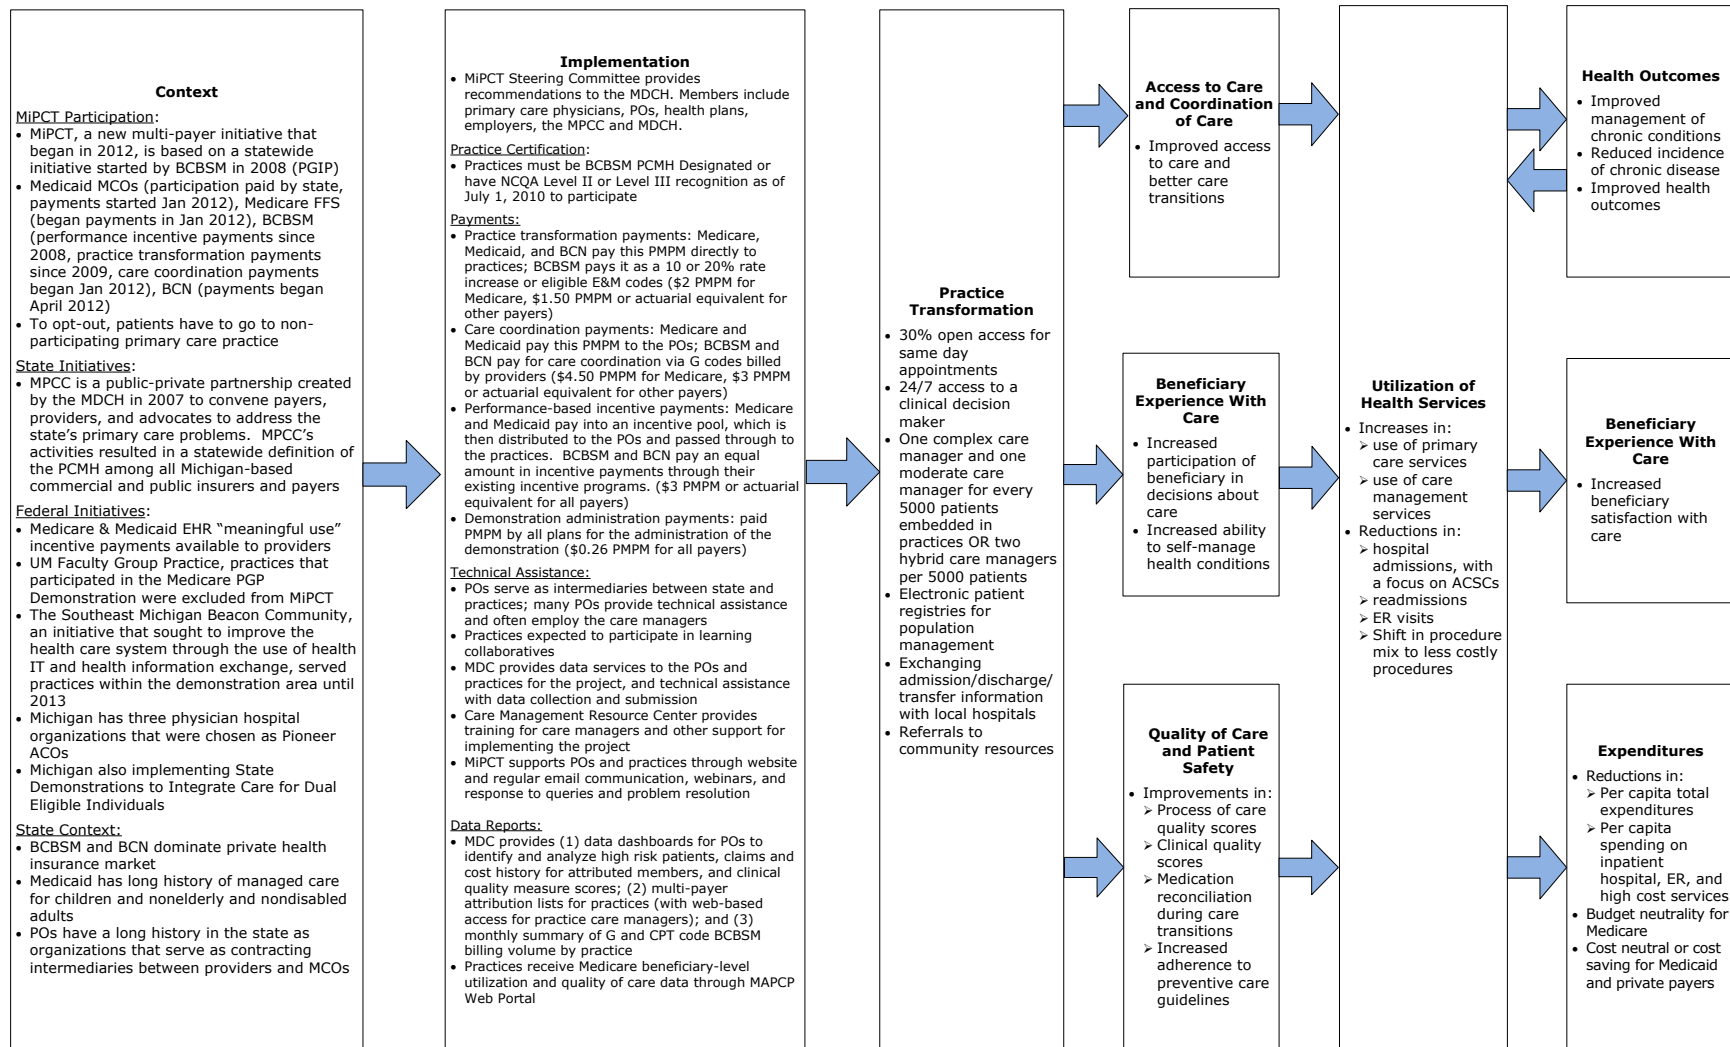 Context
MiPCT Participation:
• MiPCT, a new multi-payer initiative that
began in 2012, is based on a statewide
initiative started by BCBSM in 2008 (PGIP)
• Medicaid MCOs (participation paid by state,
payments started Jan 2012), Medicare FFS
(began payments in Jan 2012), BCBSM
(performance incentive payments since
2008, practice transformation payments
since 2009, care coordination payments
began Jan 2012), BCN (payments began
April 2012)
• To opt-out, patients have to go to non-
participating primary care practice
State Initiatives:
• MPCC is a public-private partnership created
by the MDCH in 2007 to convene payers,
providers, and advocates to address the
state's primary care problems.  MPCC's
activities resulted in a statewide definition of
the PCMH among all Michigan-based
commercial and public insurers and payers
Federal Initiatives:
• Medicare & Medicaid EHR “meaningful use”
incentive payments available to providers
• UM Faculty Group Practice, practices that
participated in the Medicare PGP
Demonstration were excluded from MiPCT
• The Southeast Michigan Beacon Community,
an initiative that sought to improve the
health care system through the use of health
IT and health information exchange, served
practices within the demonstration area until
2013
• Michigan has three physician hospital
organizations that were chosen as Pioneer
ACOs
• Michigan also implementing State
Demonstrations to Integrate Care for Dual
Eligible Individuals
State Context:
• BCBSM and BCN dominate private health
insurance market
• Medicaid has long history of managed care
for children and nonelderly and nondisabled
adults
• POs have a long history in the state as
organizations that serve as contracting
intermediaries between providers and MCOs
Implementation
• MiPCT Steering Committee provides
recommendations to the MDCH. Members include
primary care physicians, POs, health plans,
employers, the MPCC and MDCH.
Practice Certification:
• Practices must be BCBSM PCMH Designated or
have NCQA Level II or Level III recognition as of
July 1, 2010 to participate
Payments:
• Practice transformation payments: Medicare,
Medicaid, and BCN pay this PMPM directly to
practices; BCBSM pays it as a 10 or 20% rate
increase or eligible E&M codes ($2 PMPM for
Medicare, $1.50 PMPM or actuarial equivalent for
other payers)
• Care coordination payments: Medicare and
Medicaid pay this PMPM to the POs; BCBSM and
BCN pay for care coordination via G codes billed
by providers ($4.50 PMPM for Medicare, $3 PMPM
or actuarial equivalent for other payers)
• Performance-based incentive payments: Medicare
and Medicaid pay into an incentive pool, which is
then distributed to the POs and passed through to
the practices.  BCBSM and BCN pay an equal
amount in incentive payments through their
existing incentive programs. ($3 PMPM or actuarial
equivalent for all payers)
• Demonstration administration payments: paid
PMPM by all plans for the administration of the
demonstration ($0.26 PMPM for all payers)
Technical Assistance:
• POs serve as intermediaries between state and
practices; many POs provide technical assistance
and often employ the care managers
• Practices expected to participate in learning
collaboratives
• MDC provides data services to the POs and
practices for the project, and technical assistance
with data collection and submission
• Care Management Resource Center provides
training for care managers and other support for
implementing the project
• MiPCT supports POs and practices through website
and regular email communication, webinars, and
response to queries and problem resolution
Data Reports:
• MDC provides (1) data dashboards for POs to
identify and analyze high risk patients, claims and
cost history for attributed members, and clinical
quality measure scores; (2) multi-payer
attribution lists for practices (with web-based
access for practice care managers); and (3)
monthly summary of G and CPT code BCBSM
billing volume by practice
• Practices receive Medicare beneficiary-level
utilization and quality of care data through MAPCP
Web Portal
Practice
Transformation
• 30% open access for
same day
appointments
• 24/7 access to a
clinical decision
maker
• One complex care
manager and one
moderate care
manager for every
5000 patients
embedded in
practices OR two
hybrid care managers
per 5000 patients
• Electronic patient
registries for
population
management
• Exchanging
admission/discharge/
transfer information
with local hospitals
• Referrals to
community resources
Access to Care
and Coordination
of Care
• Improved access
to care and
better care
transitions
Beneficiary
Experience With
Care
• Increased
participation of
beneficiary in
decisions about
care
• Increased ability
to self-manage
health conditions
Quality of Care
and Patient
Safety
• Improvements in:
➢ Process of care
quality scores
➢ Clinical quality
scores
➢ Medication
reconciliation
during care
transitions
➢ Increased
adherence to
preventive care
guidelines
Utilization of
Health Services
• Increases in:
➢ use of primary
care services
➢ use of care
management
services
• Reductions in:
➢ hospital
admissions, with
a focus on ACSCs
➢ readmissions
➢ ER visits
➢ Shift in procedure
mix to less costly
procedures
Health Outcomes
• Improved
management of
chronic conditions
• Reduced incidence
of chronic disease
• Improved health
outcomes
Beneficiary
Experience With
Care
• Increased
beneficiary
satisfaction with
care
Expenditures
• Reductions in:
➢ Per capita total
expenditures
➢ Per capita
spending on
inpatient
hospital, ER, and
high cost services
• Budget neutrality for
Medicare
• Cost neutral or cost
saving for Medicaid
and private payers